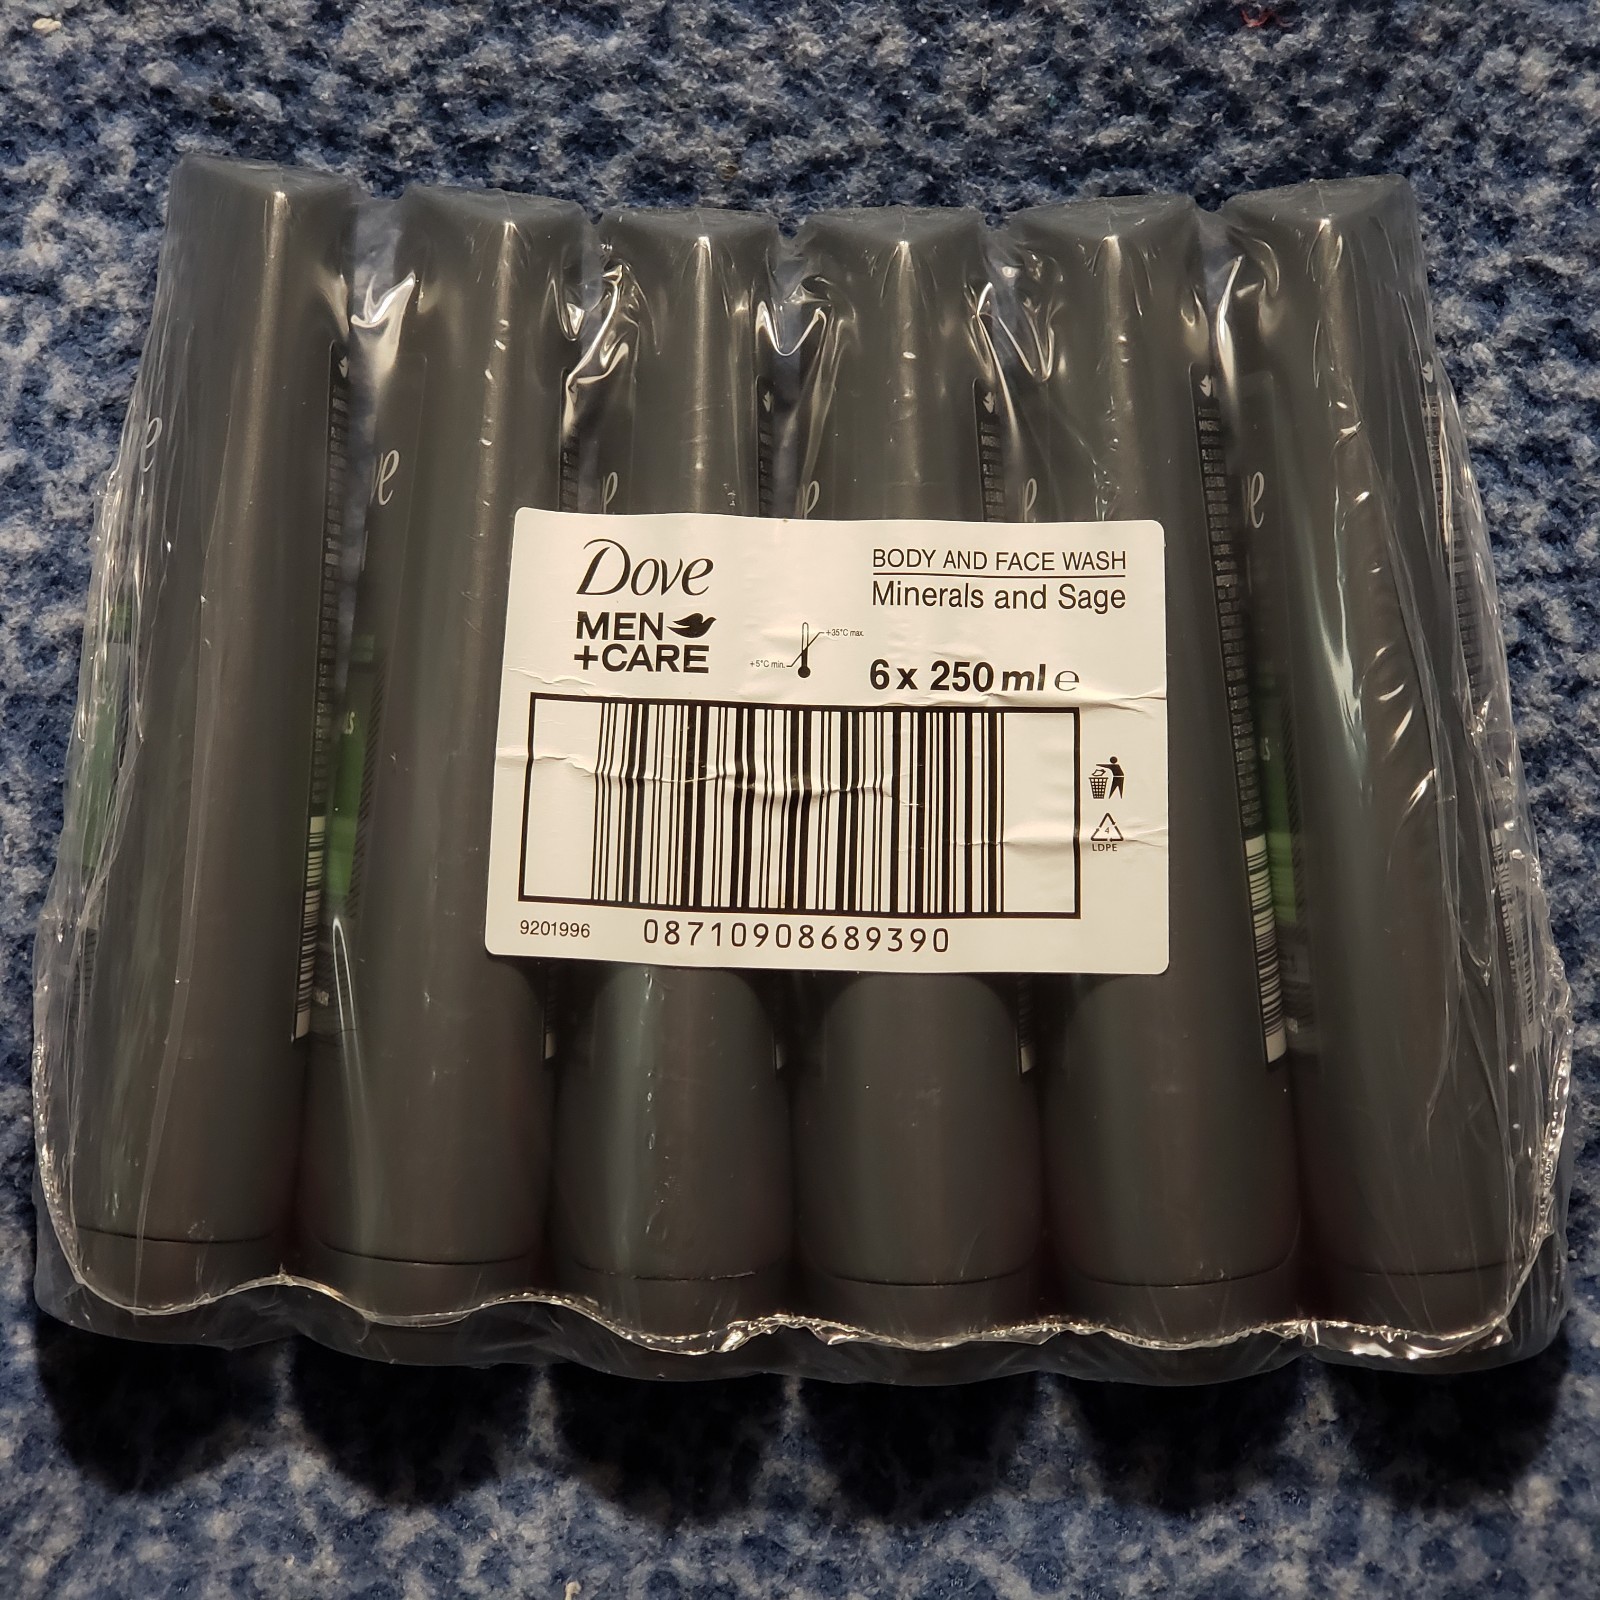 Dove
MEN
+CARE
BODY AND FACE WASH
Minerals and Sage
+35°C max.
+5°C min.
6 x 250 ml ℮
4
LDPE
9201996
08710908689390